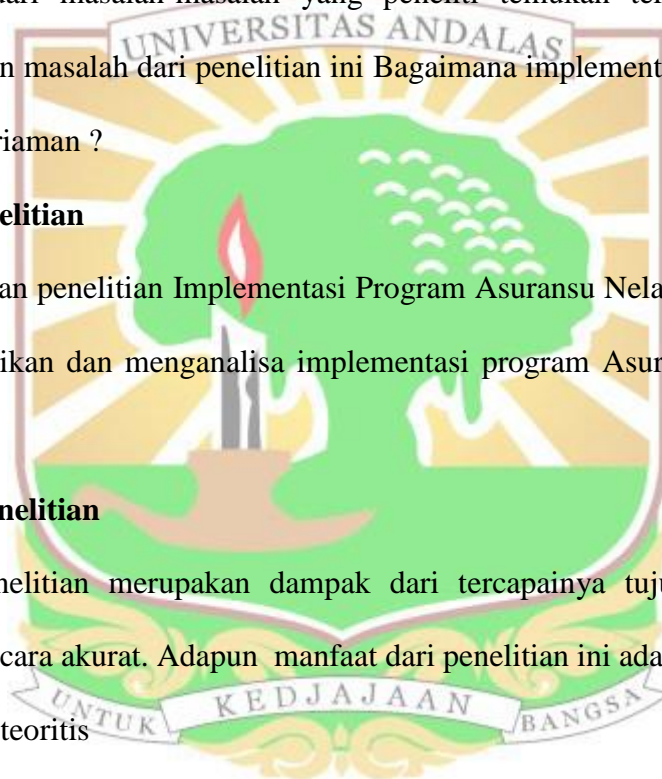 dari masalah-masalah yang peneliti temukan
UNIVERSITAS ANDALAS
n masalah dari penelitian ini Bagaimana implement
riaman ?
elitian
an penelitian Implementasi Program Asuransu Nela
ikan dan menganalisa implementasi program Asur
nelitian
nelitian merupakan dampak dari tercapainya tuju
cara akurat. Adapun manfaat dari penelitian ini ada
UNTUK KEDJAJAAN BANGSA
teoritis